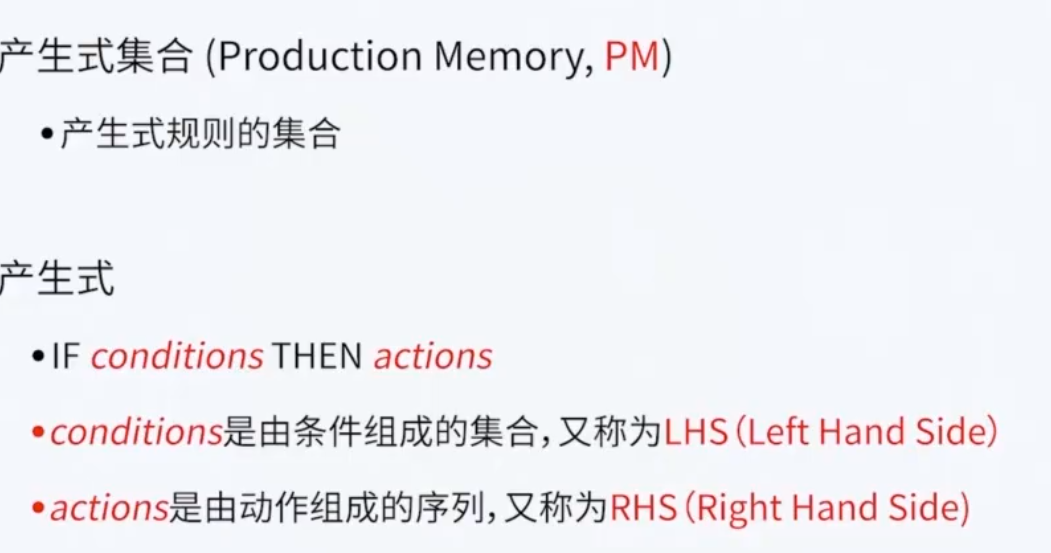 产生式集合 (Production Memory, PM)
•产生式规则的集合
产生式
•IF conditions THEN actions
•conditions是由条件组成的集合，又称为LHS（Left Hand Side）
•actions是由动作组成的序列，又称为RHS（Right Hand Side)